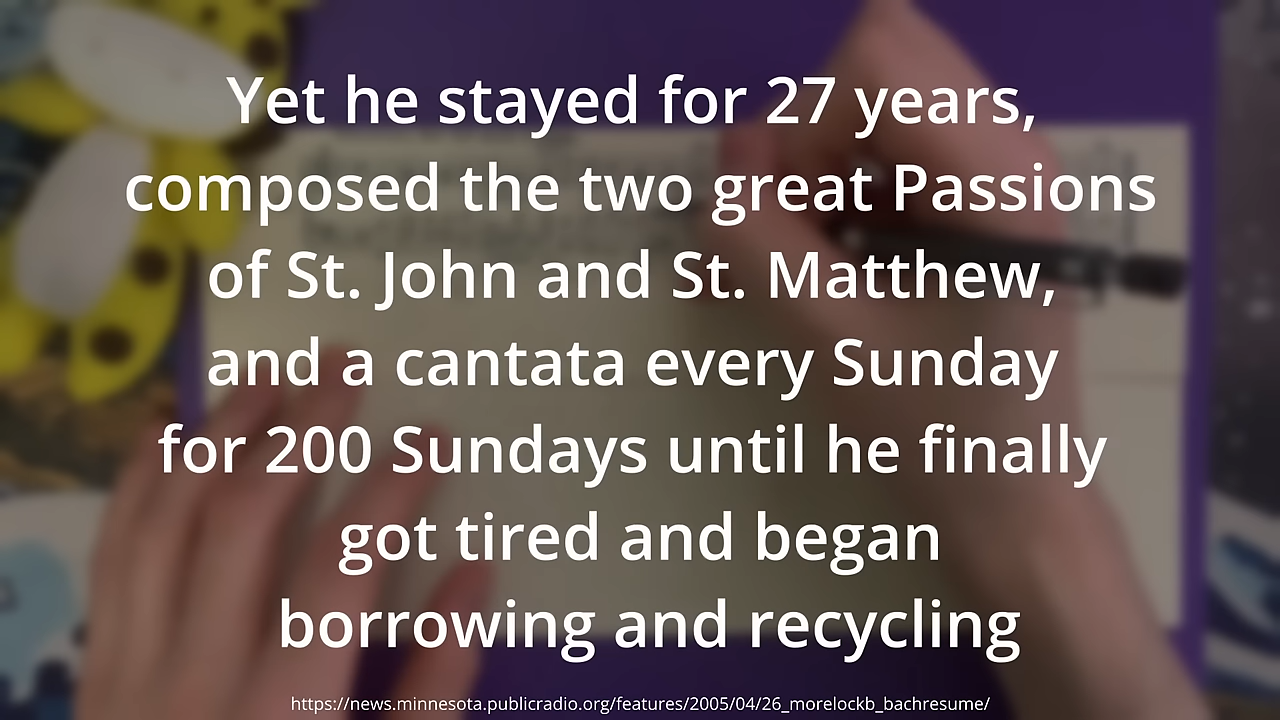 Yet he stayed for 27 years,
composed the two great Passions
of St. John and St. Matthew,
and a cantata every Sunday
for 200 Sundays until he finally
got tired and began
borrowing and recycling
https://news.minnesota.publicradio.org/features/2005/04/26_morelockb_bachresume/